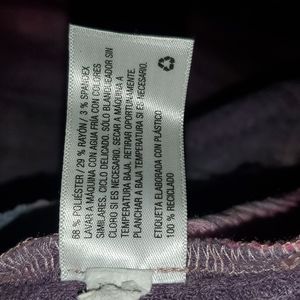 68 % POLIÉSTER / 29 % RAYÓN / 3 % SPANDEX
LAVAR A MÁQUINA CON AGUA FRÍA CON COLORES
SIMILARES. CICLO DELICADO. SÓLO BLANQUEADOR SIN
CLORO SI ES NECESARIO. SECAR A MÁQUINA A
TEMPERATURA BAJA. RETIRAR OPORTUNAMENTE.
PLANCHAR A BAJA TEMPERATURA SI ES NECESARIO.
ETIQUETA ELABORADA CON PLÁSTICO
100 % RECICLADO